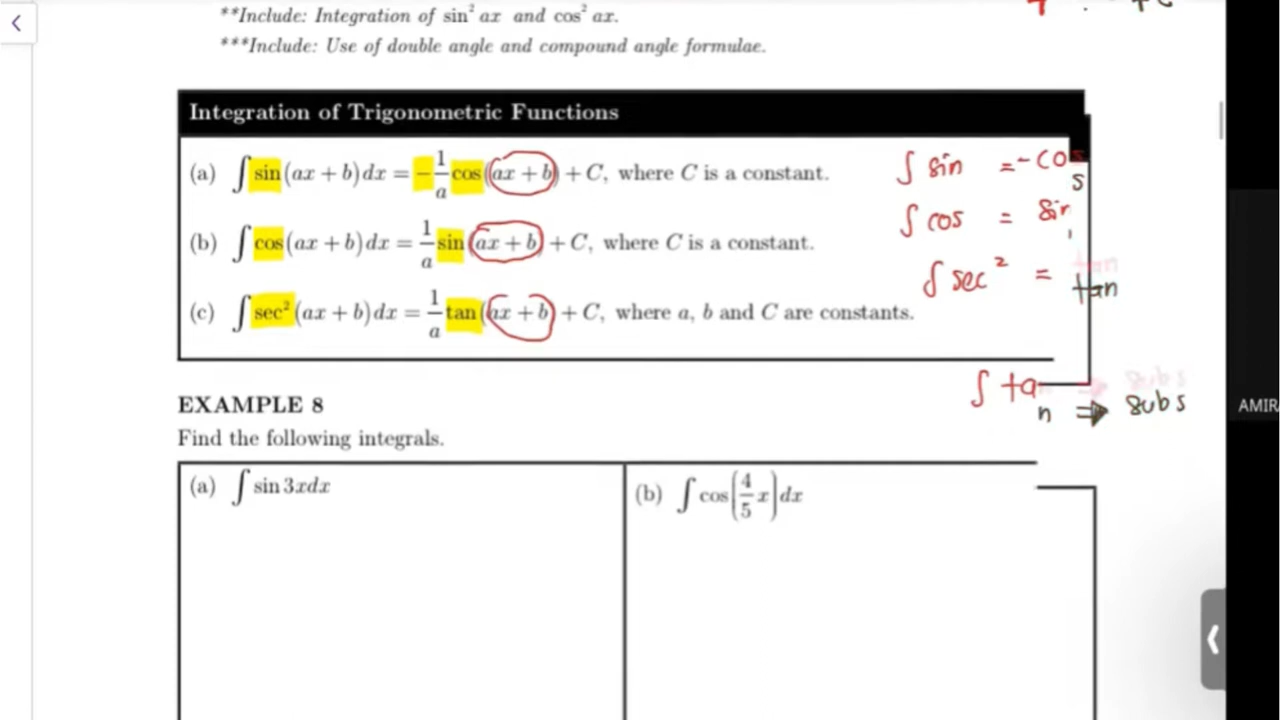 **Include: Integration of sin² ax and cos² ax.
***Include: Use of double angle and compound angle formulae.
Integration of Trigonometric Functions
(a) ∫ sin(ax + b)dx = −1/a cos(ax + b) + C, where C is a constant.
∫ sin = -cos
(b) ∫ cos(ax + b)dx = 1/a sin(ax + b) + C, where C is a constant.
∫ cos = sin
(c) ∫ sec² (ax + b)dx = 1/a tan(ax + b) + C, where a, b and C are constants.
∫ sec² = tan
∫ tan ⇒ subs
EXAMPLE 8
Find the following integrals.
(a) ∫ sin 3xdx
(b) ∫ cos(4/5 x)dx
AMIRA